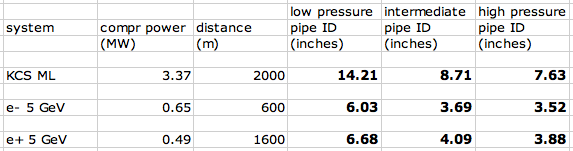 low pressure intermediate high pressure
system compr power distance pipe ID pipe ID pipe ID
(MW) (m) (inches) (inches) (inches)
KCS ML 3.37 2000 14.21 8.71 7.63
e- 5 GeV 0.65 600 6.03 3.69 3.52
e+ 5 GeV 0.49 1600 6.68 4.09 3.88